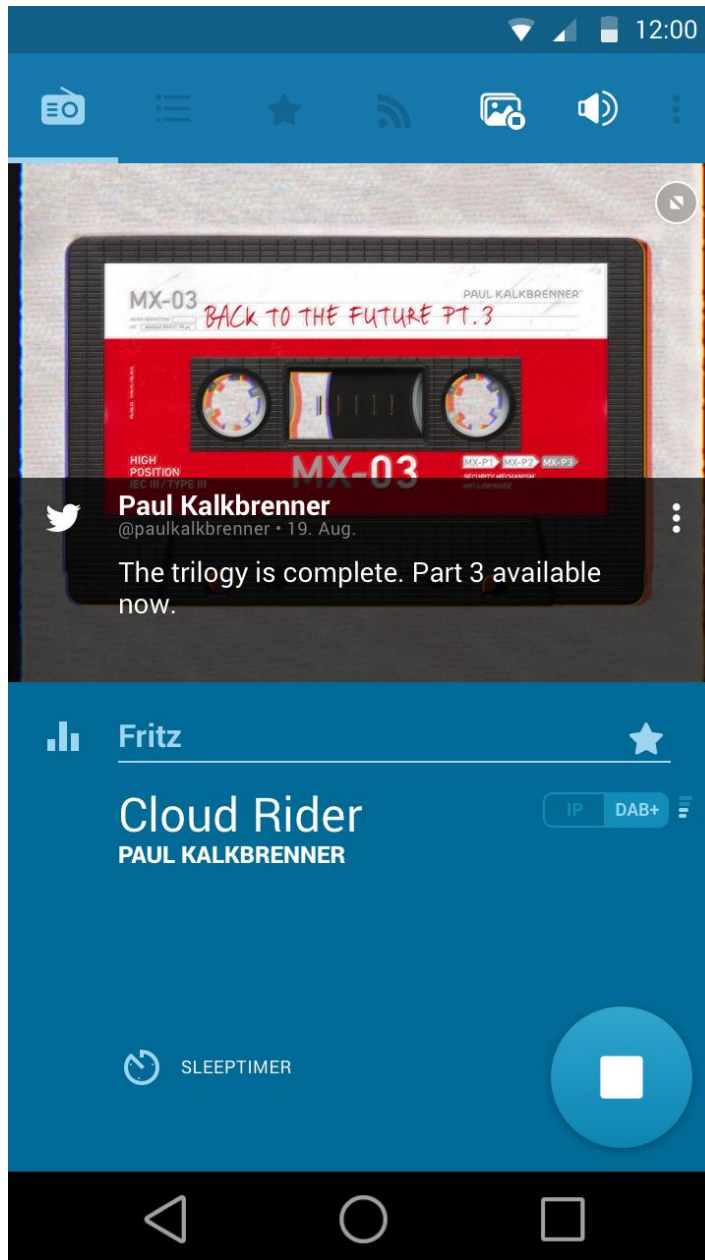 12:00
MX-03
PAUL KALKBRENNER
BACK TO THE FUTURE PT.3
HIGH
POSITION
IEC III/TYPE III
MX-03
MX-P1 MX-P2 MX-P3
SECURITY MECHANISM
Paul Kalkbrenner
@paulkalkbrenner • 19. Aug.
The trilogy is complete. Part 3 available
now.
Fritz
Cloud Rider
IP DAB+
PAUL KALKBRENNER
SLEEPTIMER